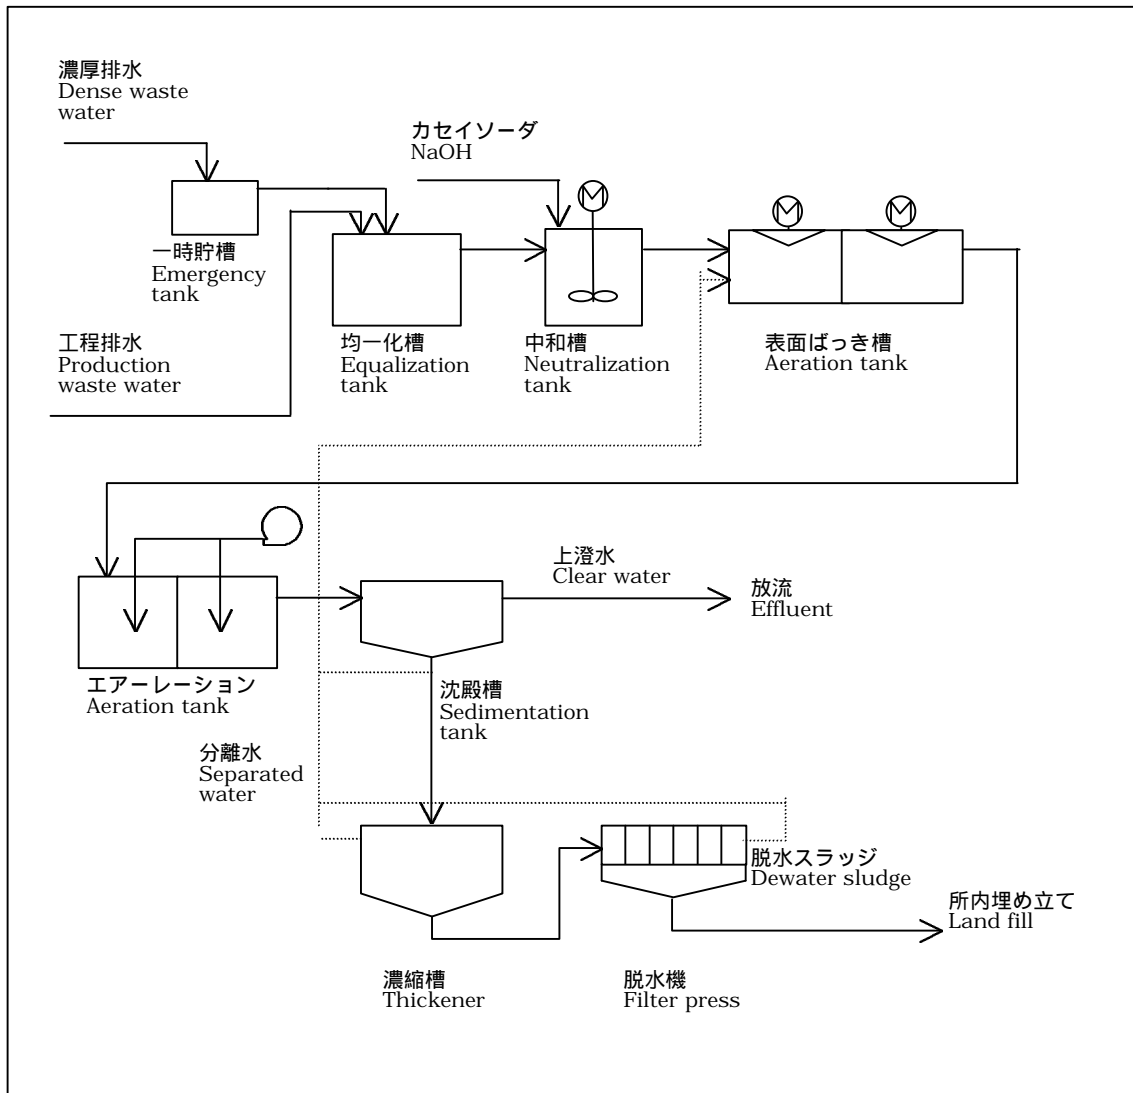 濃厚排水
Dense waste
water
カセイソーダ
NaOH
M
M
M
一時貯槽
Emergency
tank
工程排水
Production
waste water
均一化槽
Equalization
tank
中和槽
Neutralization
tank
表面ばっき槽
Aeration tank
上澄水
Clear water
放流
Effluent
エアーレーション
Aeration tank
沈殿槽
Sedimentation
tank
分離水
Separated
water
脱水スラッジ
Dewater sludge
所内埋め立て
Land fill
濃縮槽
Thickener
脱水機
Filter press